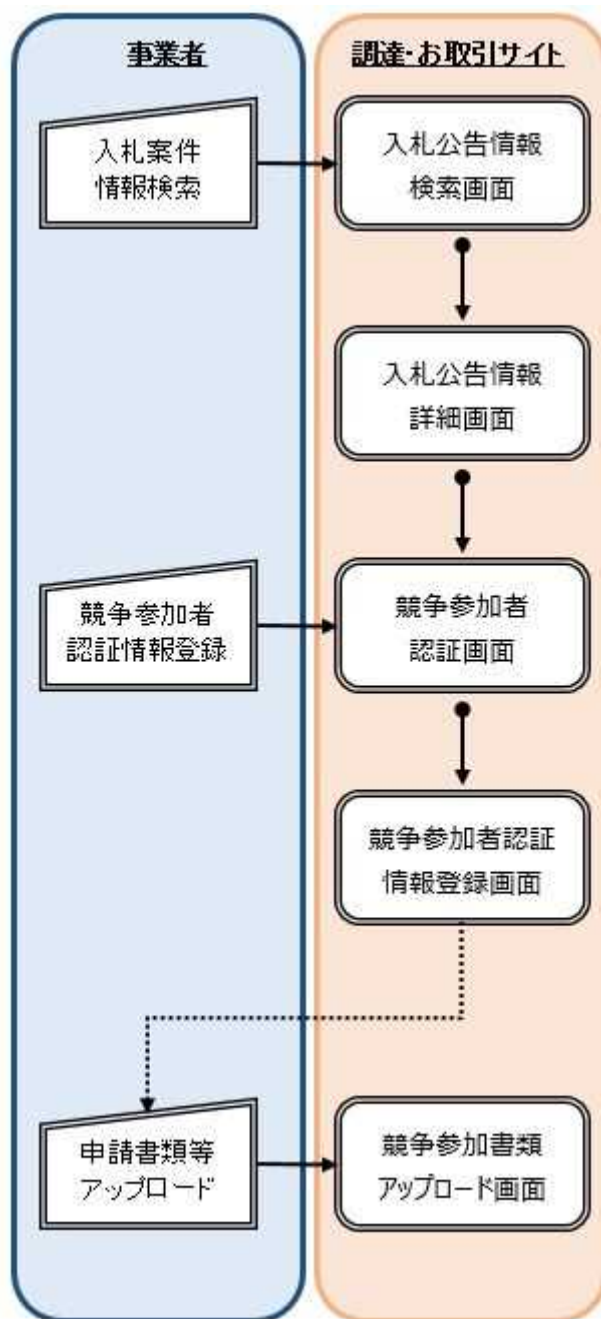 事業者
調達・お取引サイト
入札案件
情報検索
入札公告情報
検索画面
入札公告情報
詳細画面
競争参加者
認証情報登録
競争参加者
認証画面
競争参加者認証
情報登録画面
申請書類等
アップロード
競争参加書類
アップロード画面